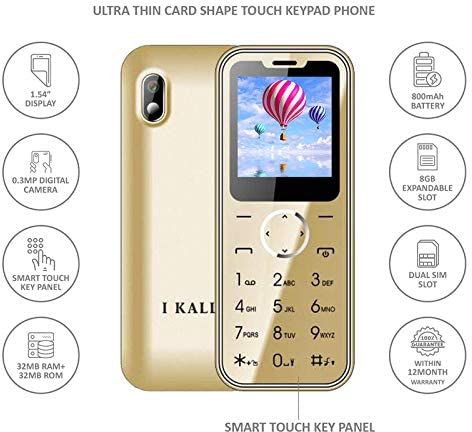 ULTRA THIN CARD SHAPE TOUCH KEYPAD PHONE
1.54”
DISPLAY
0.3MP DIGITAL
CAMERA
SMART TOUCH
KEY PANEL
32MB RAM+
32MB ROM
800mAh
BATTERY
8GB
EXPANDABLE
SLOT
DUAL SIM
SLOT
100%
GUARANTEE
WITHIN
12MONTH
WARRANTY
I KALL
1
2ABC
3DEF
4GHI
5JKL
6MNO
7PQRS
8TUV
9WXYZ
*+
0
#
SMART TOUCH KEY PANEL